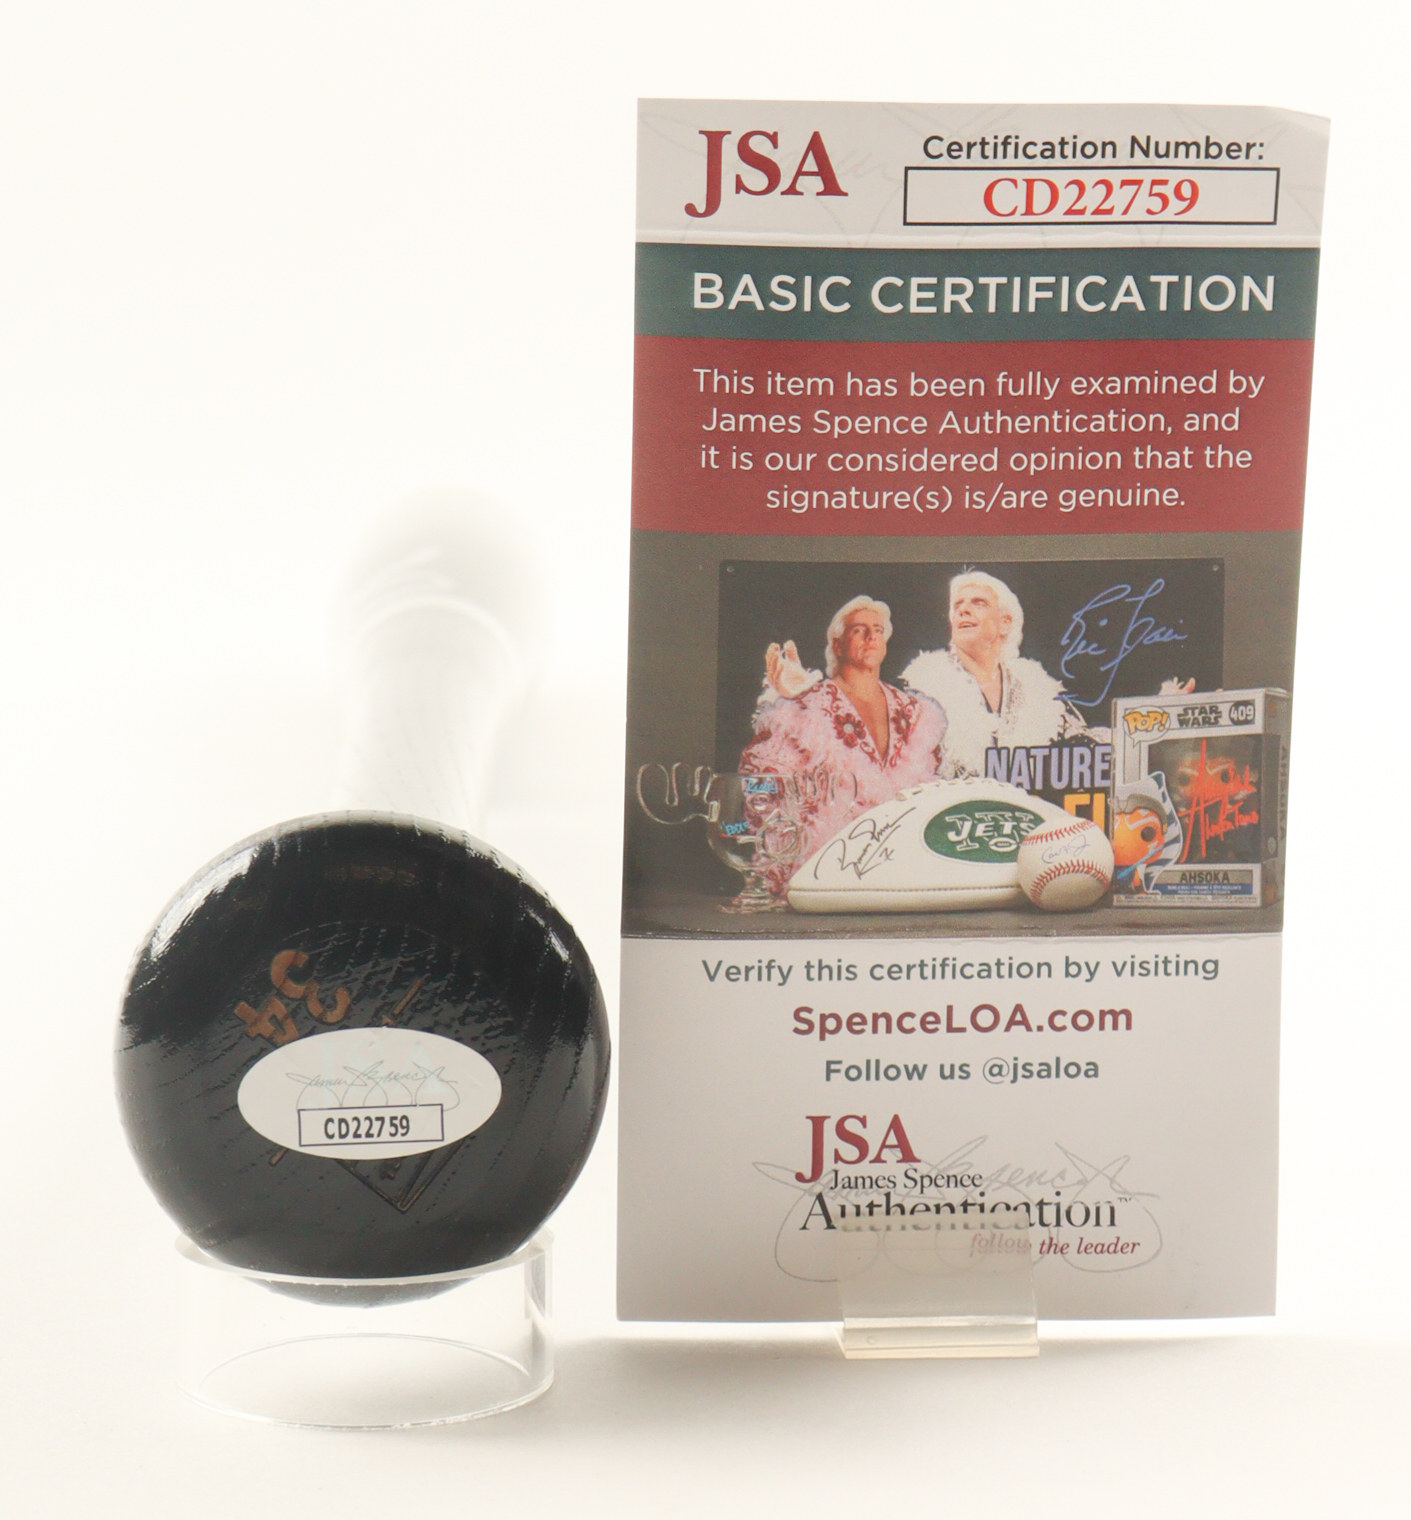 JSA
Certification Number:
CD22759
BASIC CERTIFICATION
This item has been fully examined by
James Spence Authentication, and
it is our considered opinion that the
signature(s) is/are genuine.
NATURE
JETS
POP!
STAR
WARS
409
AHSOKA
Verify this certification by visiting
SpenceLOA.com
Follow us @jsaloa
JSA
James Spence
Authentication™
follow the leader
CD22759